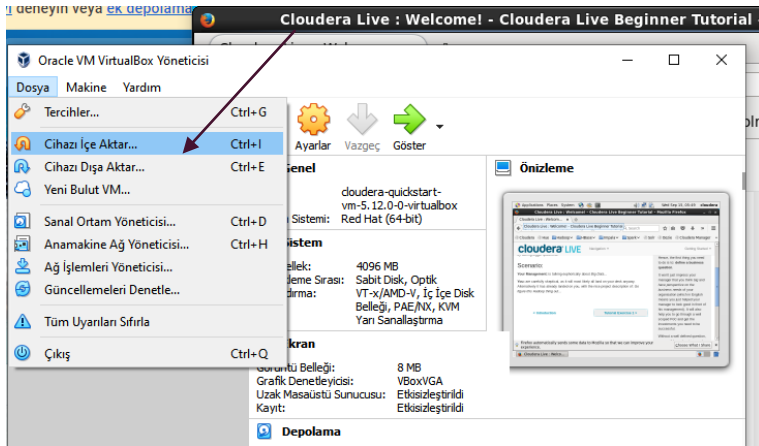 deneyin veya ek depolama
Cloudera Live : Welcome! - Cloudera Live Beginner Tutorial -
Oracle VM VirtualBox Yöneticisi
Dosya Makine Yardım
Tercihler... Ctrl+G
Cihazı İçe Aktar... Ctrl+I
Cihazı Dışa Aktar... Ctrl+E
Yeni Bulut VM...
Sanal Ortam Yöneticisi... Ctrl+D
Anamakine Ağ Yöneticisi... Ctrl+H
Ağ İşlemleri Yöneticisi...
Güncellemeleri Denetle...
Tüm Uyarıları Sıfırla
Çıkış Ctrl+Q
Ayarlar Vazgeç Göster
Genel
cloudera-quickstart-
vm-5.12.0-0-virtualbox
Sistemi: Red Hat (64-bit)
Sistem
4096 MB
Sırası: Sabit Disk, Optik
VT-x/AMD-V, İç İçe Disk
Belleği, PAE/NX, KVM
Yarı Sanallaştırma
Ekran
Görüntü Belleği: 8 MB
Grafik Denetleyicisi: VBoxVGA
Uzak Masaüstü Sunucusu: Etkisizleştirildi
Kayıt: Etkisizleştirildi
Depolama
Önizleme
cloudera LIVE
Scenario: